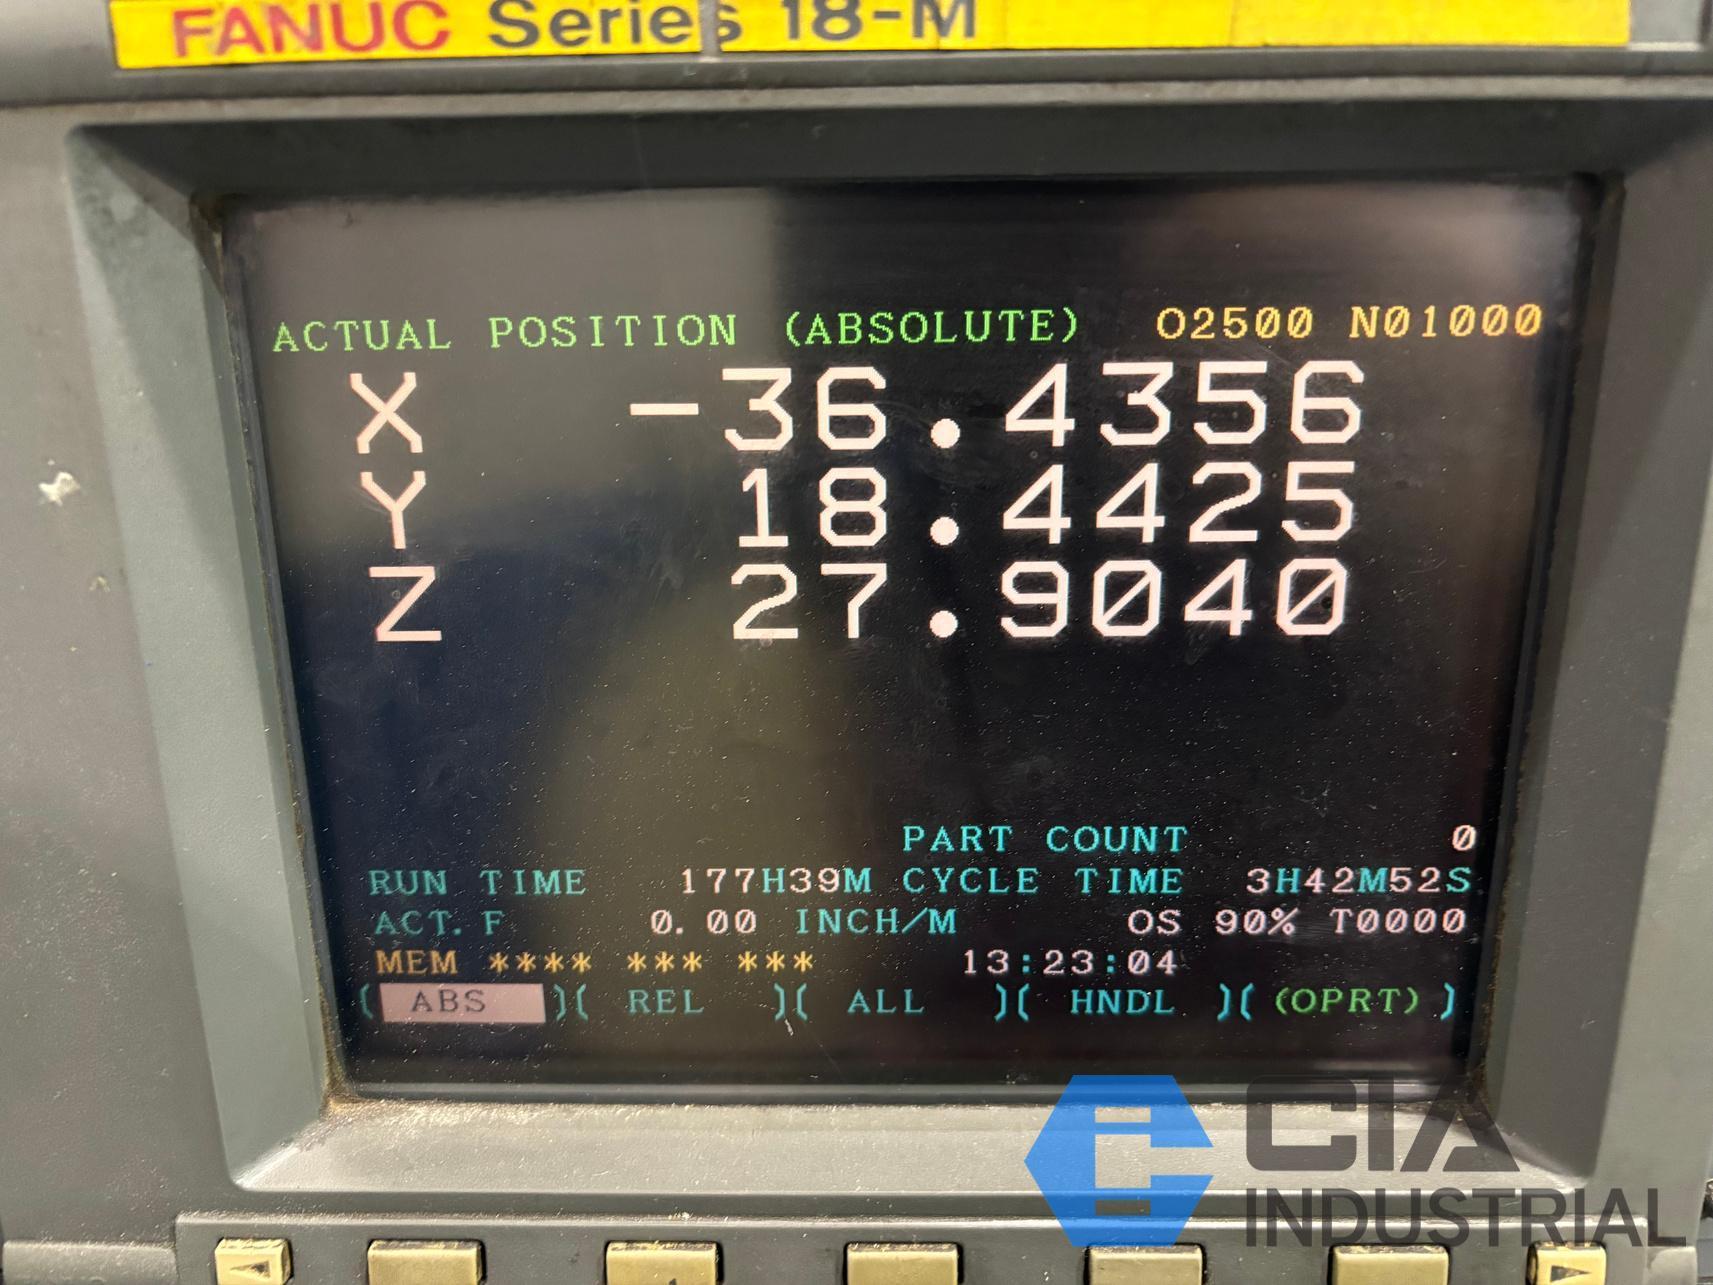 FANUC Series 18-M
ACTUAL POSITION (ABSOLUTE) O2500 N01000
X -36.4356
Y 18.4425
Z 27.9040
PART COUNT 0
RUN TIME 177H39M CYCLE TIME 3H42M52S
ACT.F 0.00 INCH/M OS 90% T0000
MEM **** *** *** 13:23:04
( ABS )( REL )( ALL )( HNDL )( (OPRT) )
CIA
INDUSTRIAL